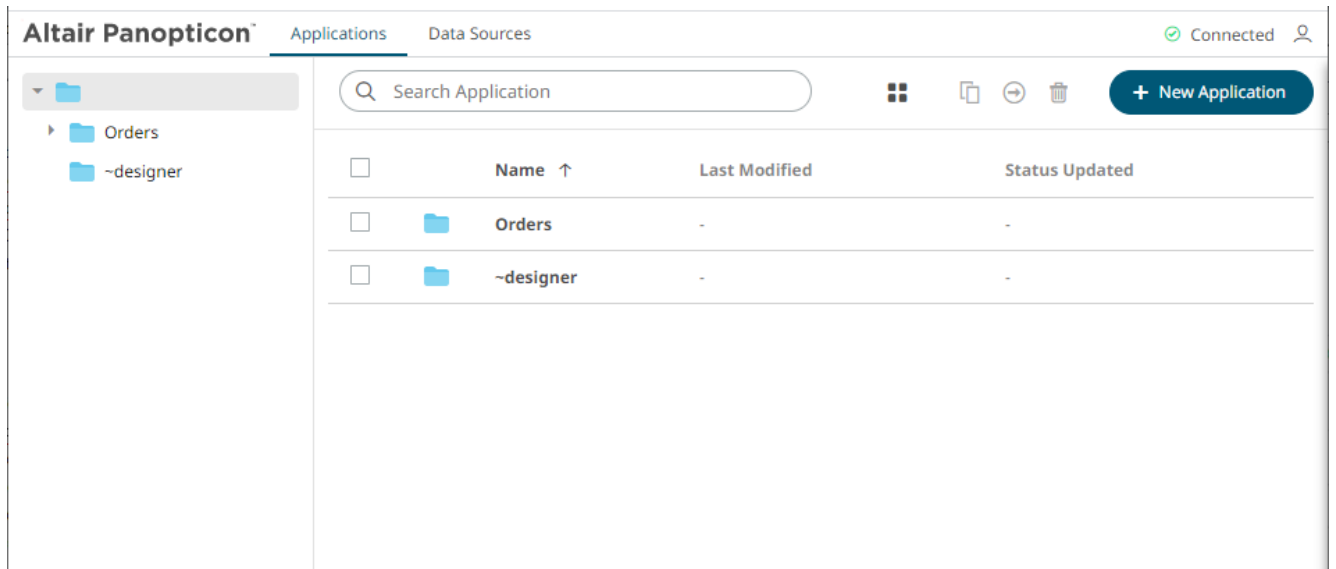 Altair Panopticon™ Applications Data Sources Connected
Search Application + New Application
Orders
~designer
Name ↑ Last Modified Status Updated
Orders - -
~designer - -